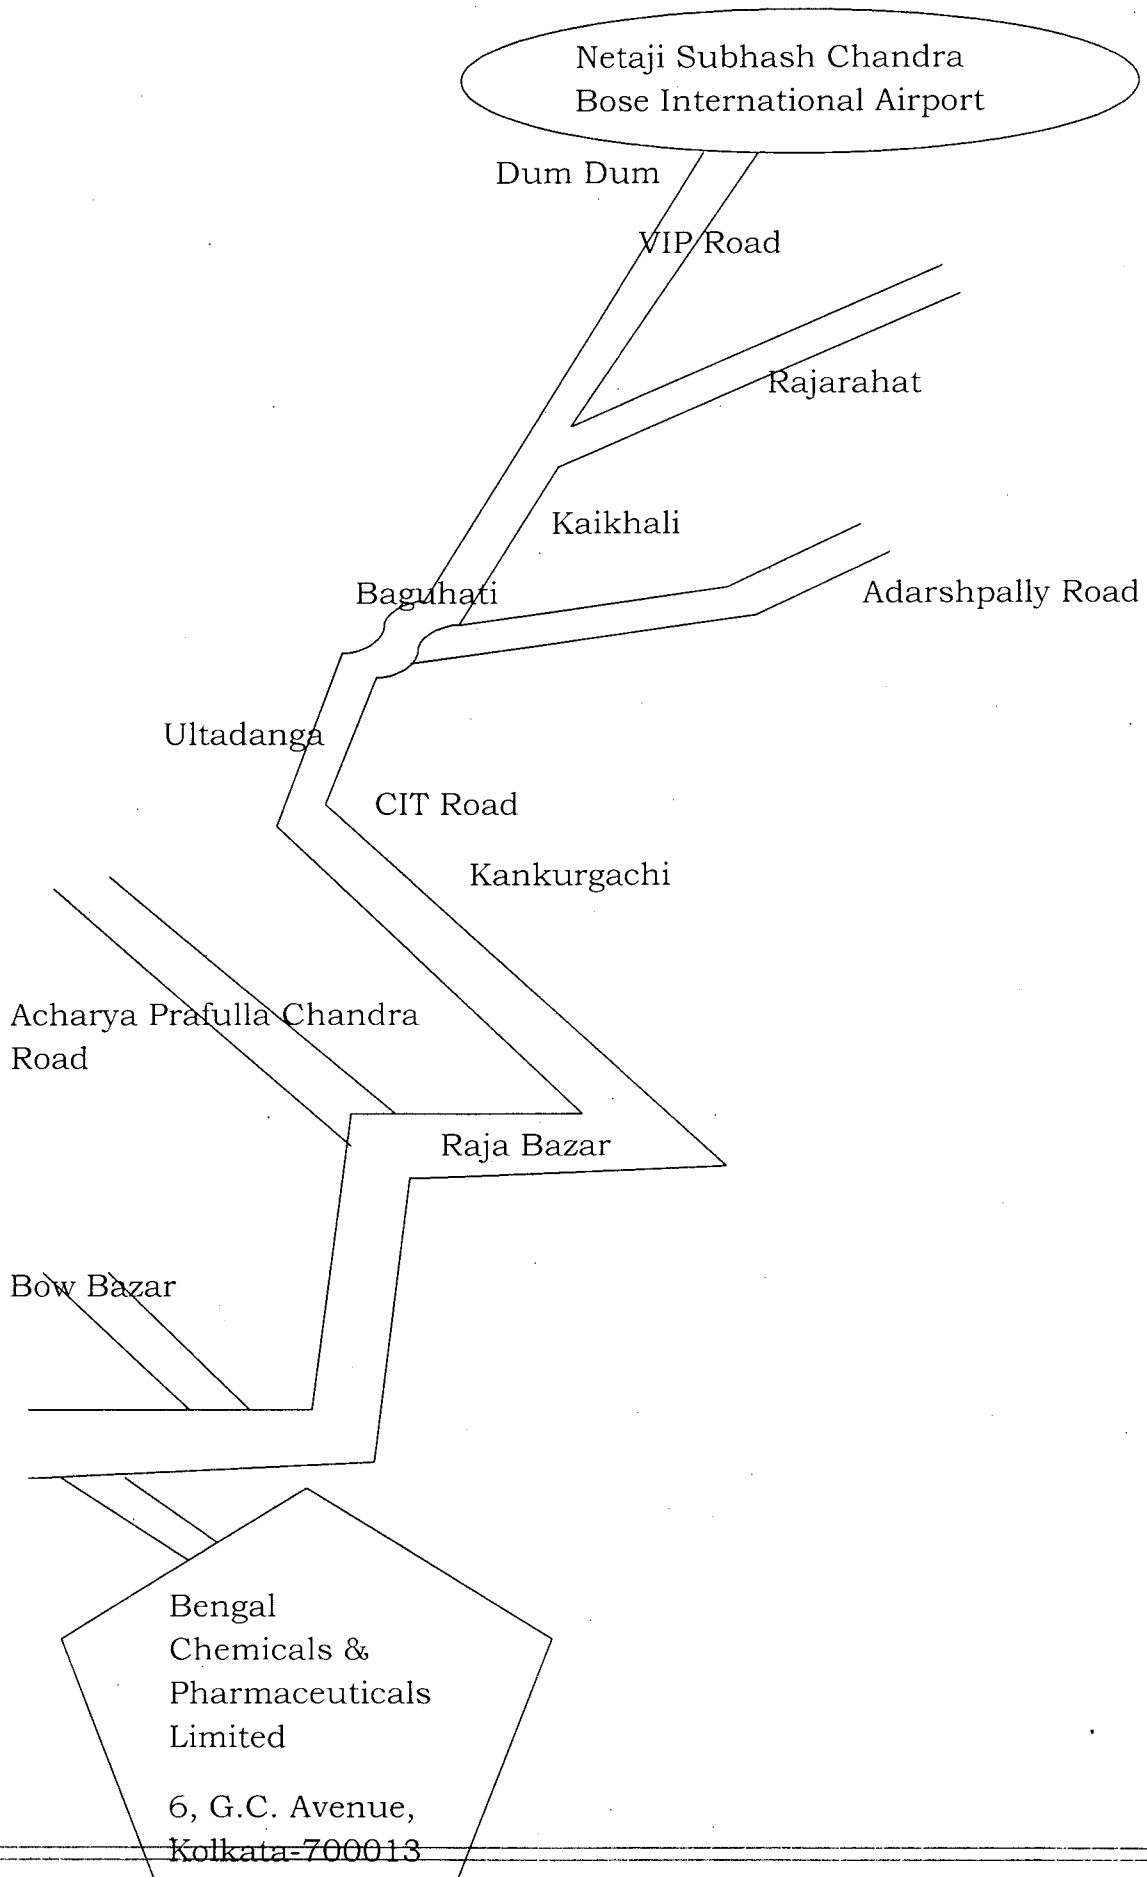 Netaji Subhash Chandra
Bose International Airport
Dum Dum
VIP Road
Rajarahat
Kaikhali
Baguhati
Adarshpally Road
Ultadanga
CIT Road
Kankurgachi
Acharya Prafulla Chandra
Road
Raja Bazar
Bow Bazar
Bengal
Chemicals &
Pharmaceuticals
Limited
6, G.C. Avenue,
Kolkata-700013